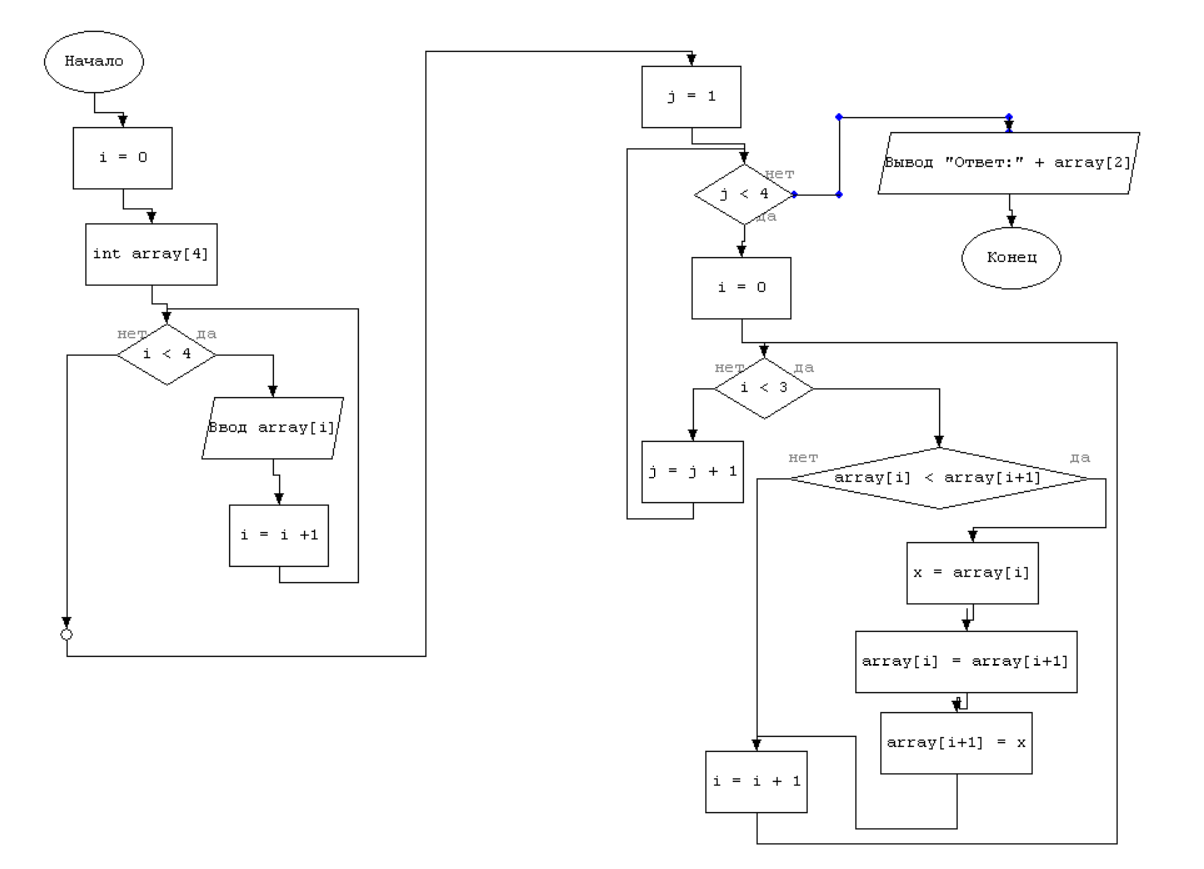 Начало
i = 0
int array[4]
нет
да
i < 4
Ввод array[i]
i = i +1
j = 1
нет
j < 4
да
Вывод "Ответ:" + array[2]
Конец
i = 0
нет
да
i < 3
j = j + 1
нет
да
array[i] < array[i+1]
x = array[i]
array[i] = array[i+1]
array[i+1] = x
i = i + 1